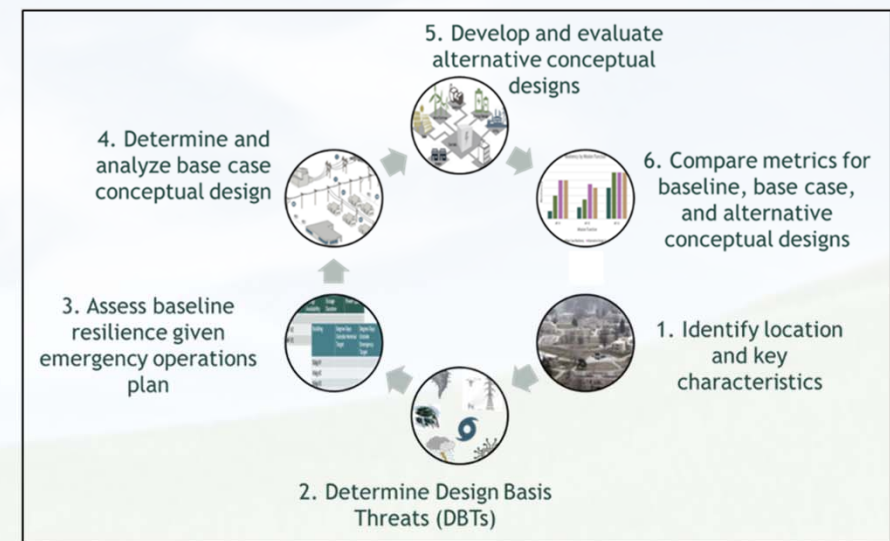 5. Develop and evaluate
alternative conceptual
designs
4. Determine and
analyze base case
conceptual design
6. Compare metrics for
baseline, base case,
and alternative
conceptual designs
3. Assess baseline
resilience given
emergency operations
plan
1. Identify location
and key
characteristics
2. Determine Design Basis
Threats (DBTs)